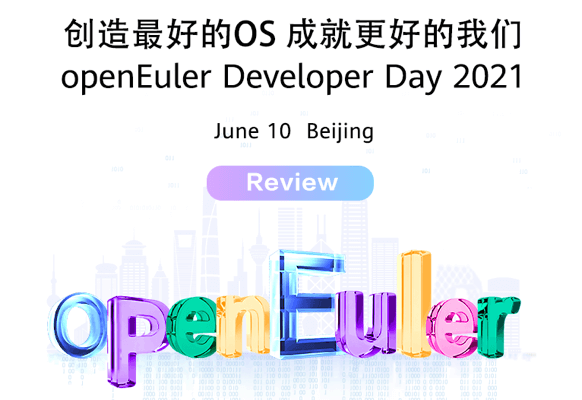 创造最好的OS 成就更好的我们
openEuler Developer Day 2021
June 10 Beijing
Review
openEuler